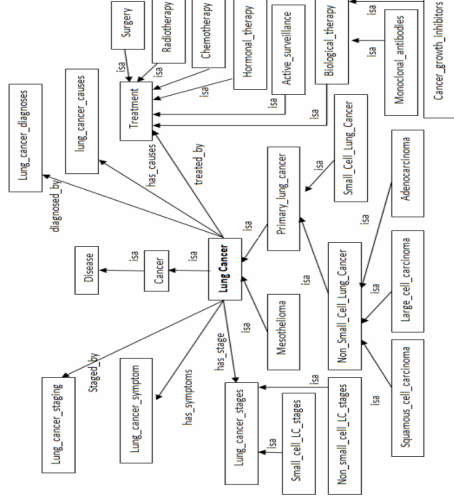 Lung_cancer_diagnoses
diagnosed_by
Lung_cancer_staging
lung_cancer_causes
Disease
Staged_by
isa
Surgery
Lung_cancer_symptom
isa
Treatment
Cancer
has_causes
isa
Radiotherapy
isa
has_symptoms
treated_by
Chemotherapy
isa
has_stage
Lung Cancer
Lung_cancer_stages
isa
Hormonal_therapy
isa
isa
Mesothelioma
isa
Primary_lung_cancer
isa
Active_surveillance
isa
Small_cell_LC_stages
isa
isa
isa
Biological_therapy
Non_small_cell_LC_stages
Non_Small_Cell_Lung_Cancer
Small_Cell_Lung_Cancer
isa
isa
isa
isa
Squamous_cell_carcinoma
Large_cell_carcinoma
Adenocarcinoma
Monoclonal_antibodies
isa
Cancer_growth_inhibitors